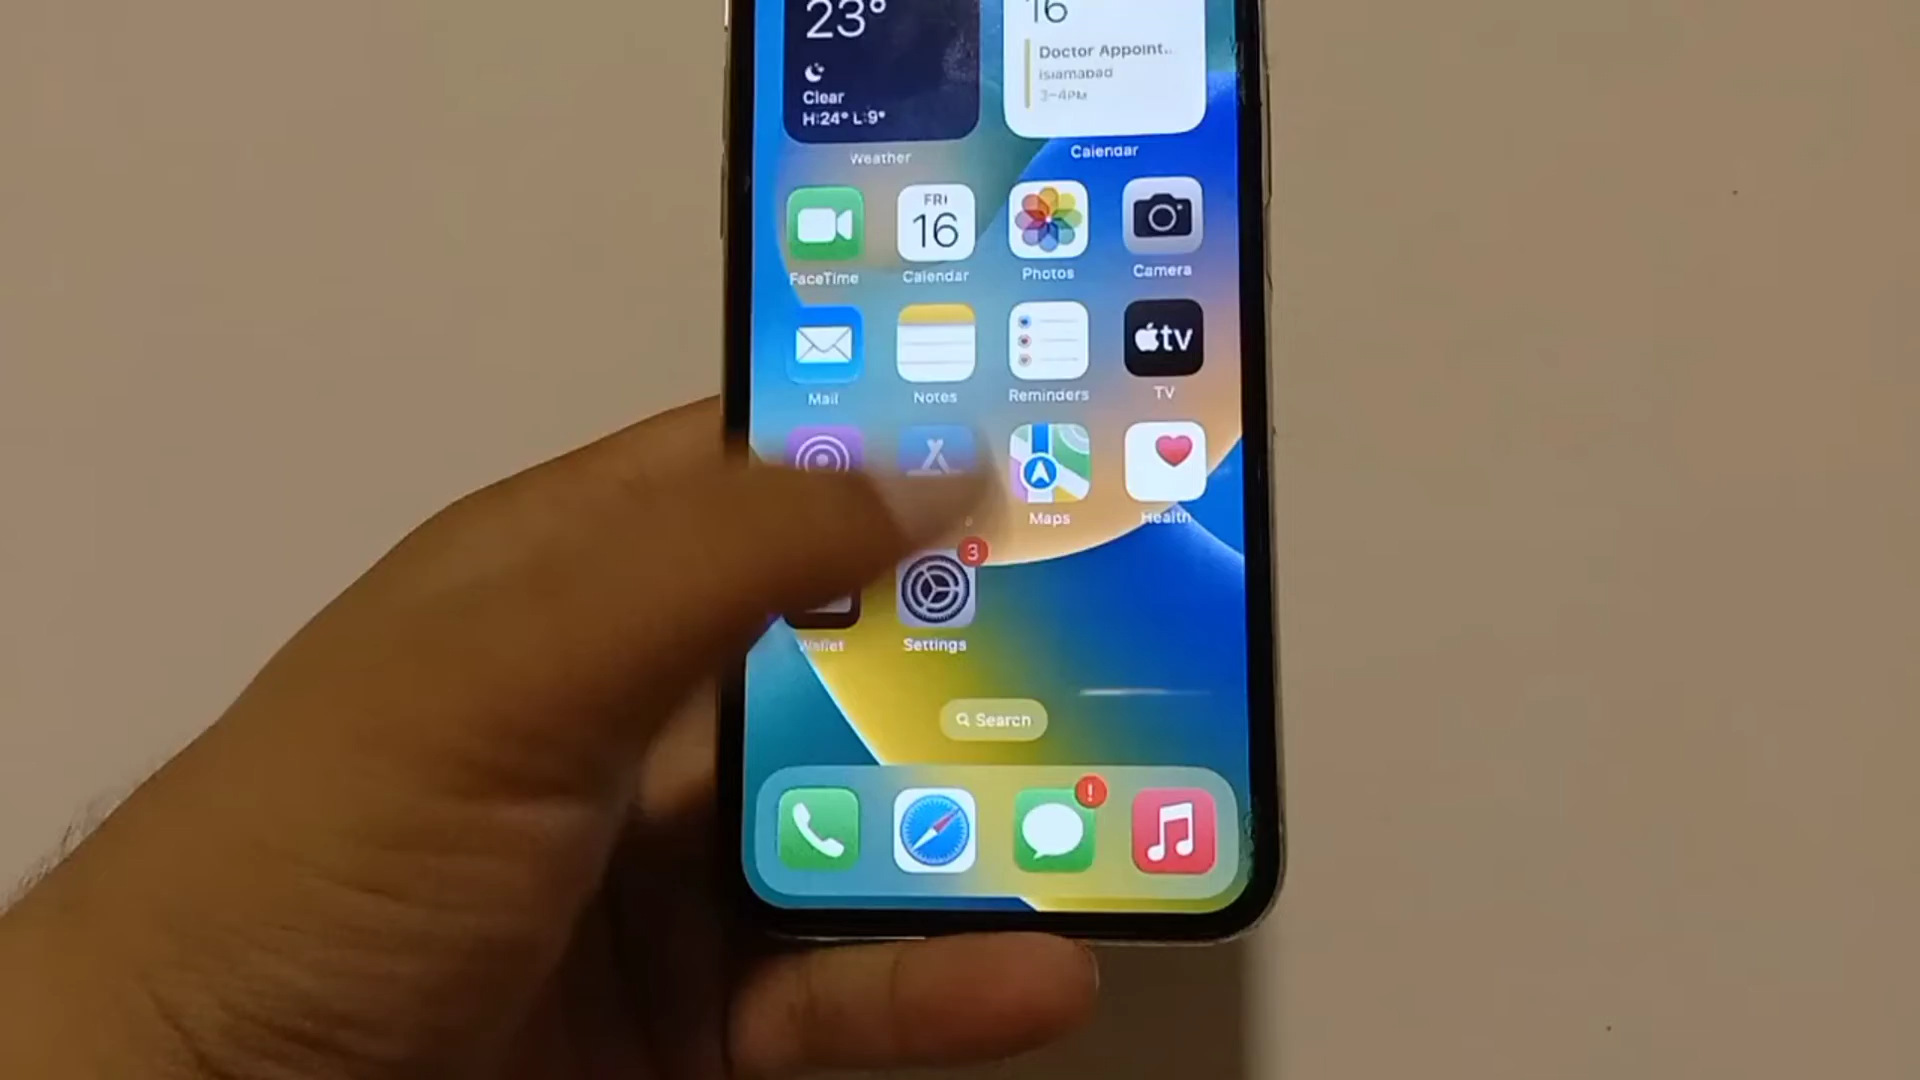 23°
16
Clear
H:24° L:9°
Doctor Appoint...
Islamabad
3–4PM
Weather
Calendar
FRI
16
FaceTime
Calendar
Photos
Camera
tv
Mail
Notes
Reminders
TV
Maps
Health
3
Wallet
Settings
Search
!